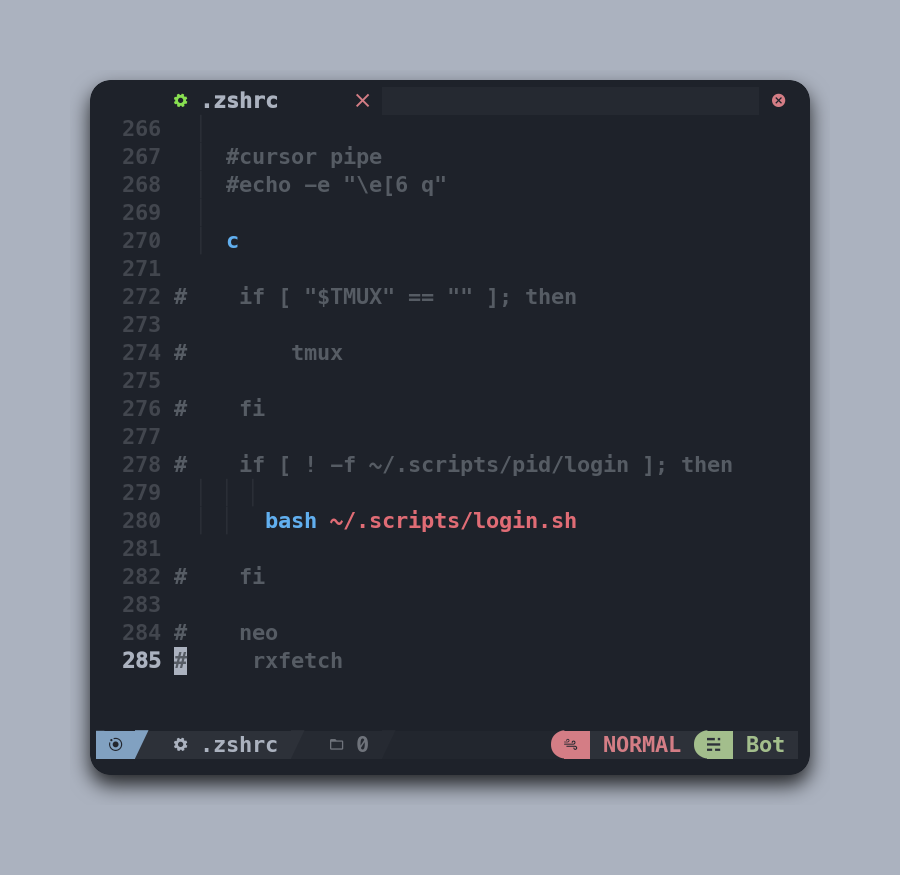 .zshrc
266
267 #cursor pipe
268 #echo -e "\e[6 q"
269
270 c
271
272 # if [ "$TMUX" == "" ]; then
273
274 # tmux
275
276 # fi
277
278 # if [ ! -f ~/.scripts/pid/login ]; then
279
280 bash ~/.scripts/login.sh
281
282 # fi
283
284 # neo
285 # rxfetch
.zshrc 0 NORMAL Bot